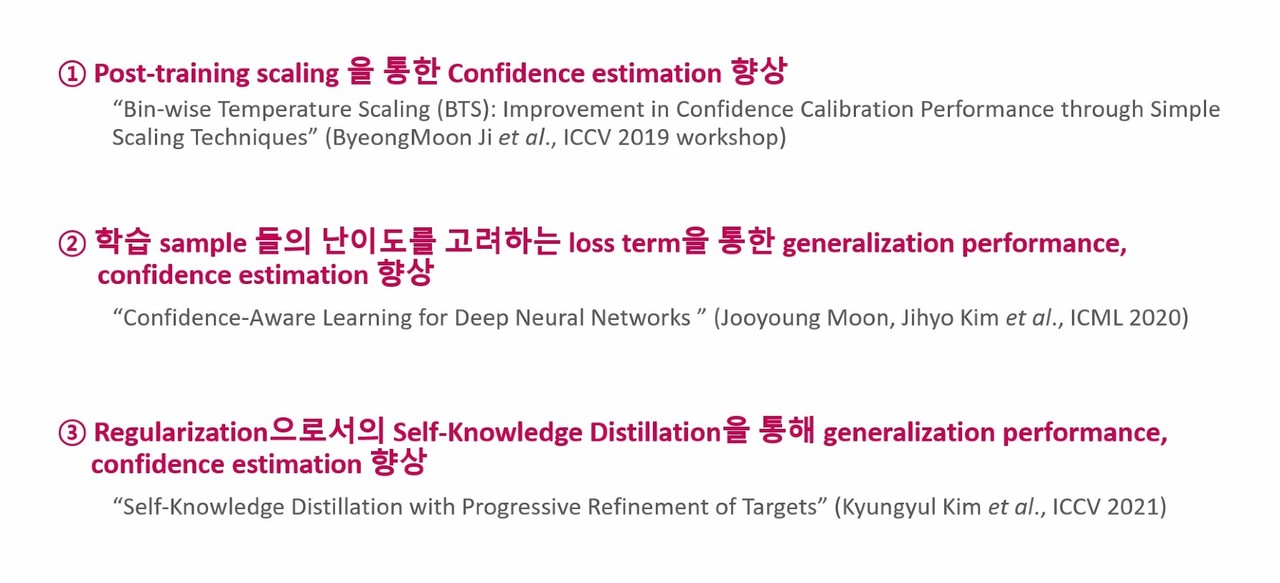 ① Post-training scaling 을 통한 Confidence estimation 향상
“Bin-wise Temperature Scaling (BTS): Improvement in Confidence Calibration Performance through Simple
Scaling Techniques” (ByeongMoon Ji et al., ICCV 2019 workshop)
② 학습 sample 들의 난이도를 고려하는 loss term을 통한 generalization performance,
confidence estimation 향상
“Confidence-Aware Learning for Deep Neural Networks ” (Jooyoung Moon, Jihyo Kim et al., ICML 2020)
③ Regularization으로서의 Self-Knowledge Distillation을 통해 generalization performance,
confidence estimation 향상
“Self-Knowledge Distillation with Progressive Refinement of Targets” (Kyungyul Kim et al., ICCV 2021)